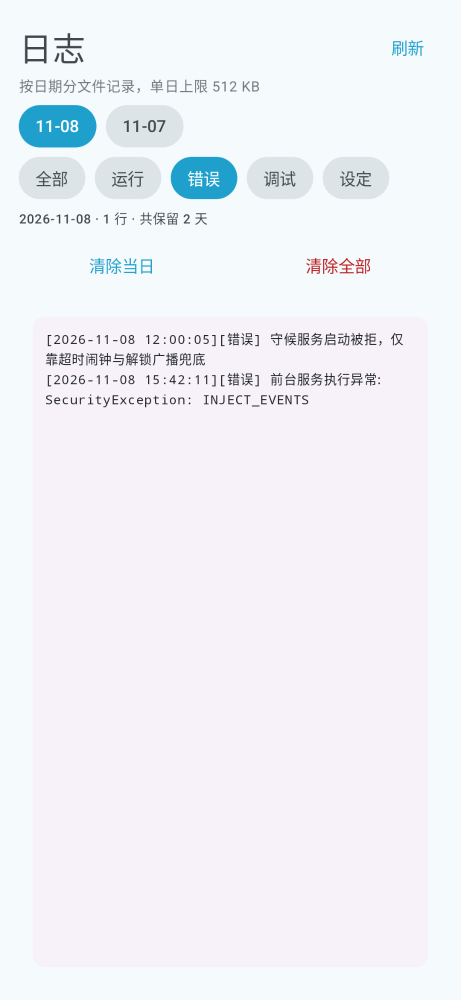 日志
刷新
按日期分文件记录，单日上限 512 KB
11-08
11-07
全部
运行
错误
调试
设定
2026-11-08 · 1 行 · 共保留 2 天
清除当日
清除全部
[2026-11-08 12:00:05][错误] 守候服务启动被拒，仅
靠超时闹钟与解锁广播兜底
[2026-11-08 15:42:11][错误] 前台服务执行异常:
SecurityException: INJECT_EVENTS